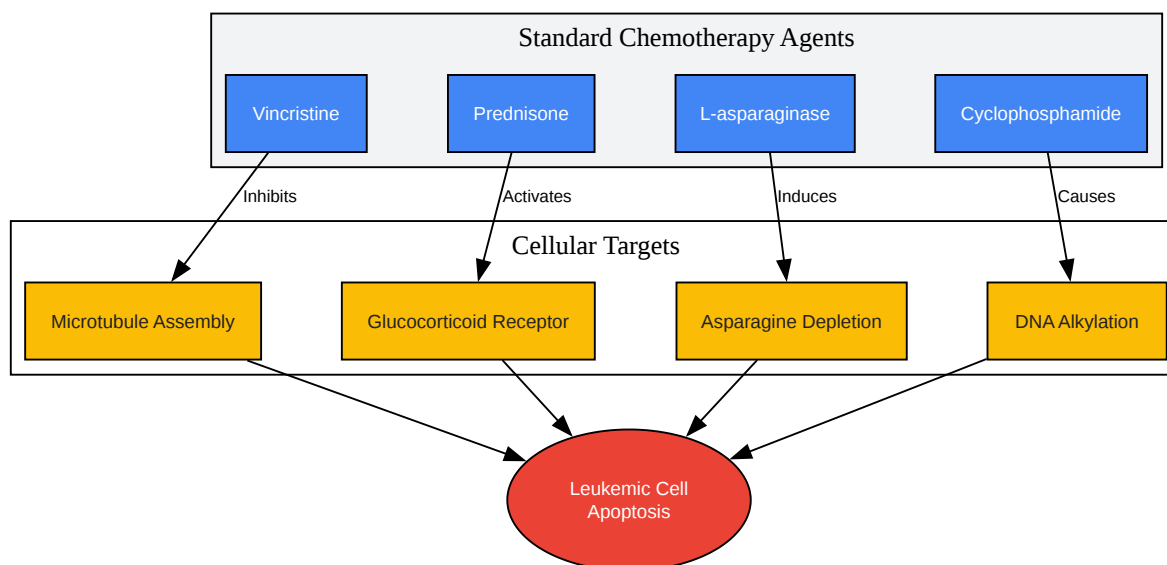 Standard Chemotherapy Agents
Vincristine
Prednisone
L-asparaginase
Cyclophosphamide
Inhibits
Activates
Induces
Causes
Cellular Targets
Microtubule Assembly
Glucocorticoid Receptor
Asparagine Depletion
DNA Alkylation
Leukemic Cell
Apoptosis